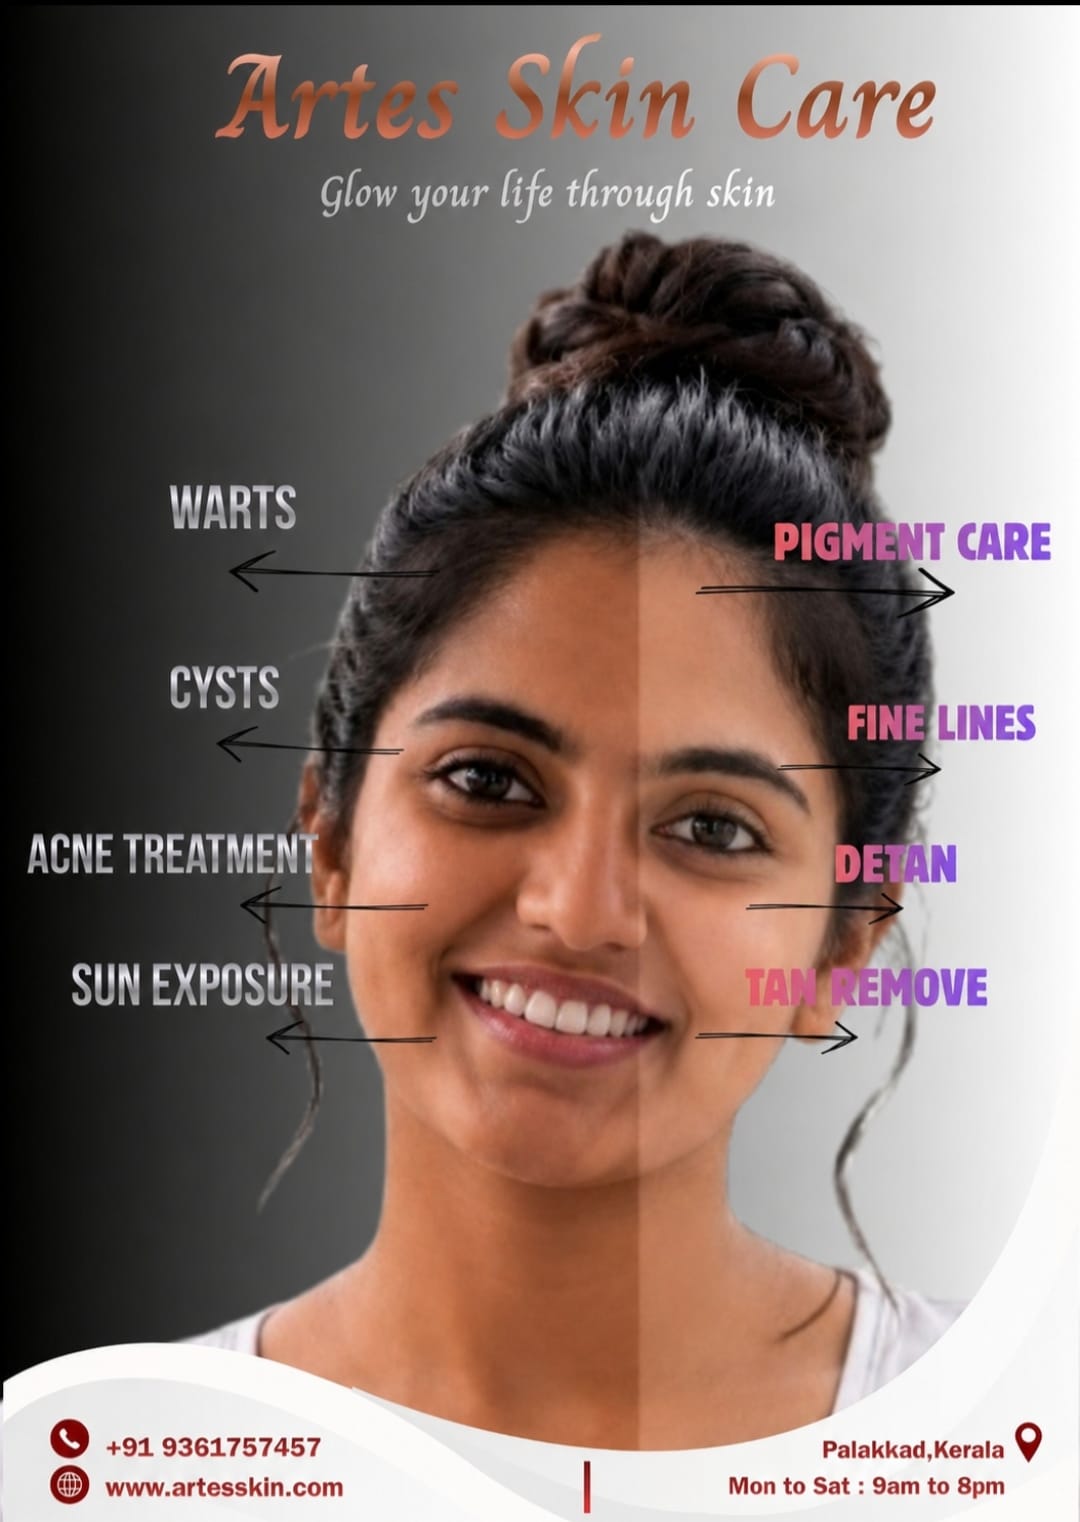 Artes Skin Care
Glow your life through skin
WARTS
PIGMENT CARE
CYSTS
FINE LINES
ACNE TREATMENT
DETAN
SUN EXPOSURE
TAN REMOVE
+91 9361757457
www.artesskin.com
Palakkad,Kerala
Mon to Sat : 9am to 8pm